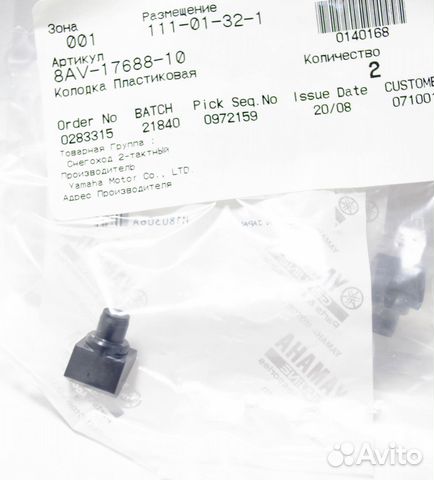 Зона Размещение
001 111-01-32-1
0140168
Артикул
8AV-17688-10
Колодка Пластиковая
Количество
2
Order No BATCH Pick Seq.No Issue Date CUSTOME
0283315 21840 0972159 20/08 07100
Товарная Группа :
Снегоход 2-тактный
Производитель
Yamaha Motor Co., LTD.
Адрес Производителя
YAMAHA
YAMAHA
Avito